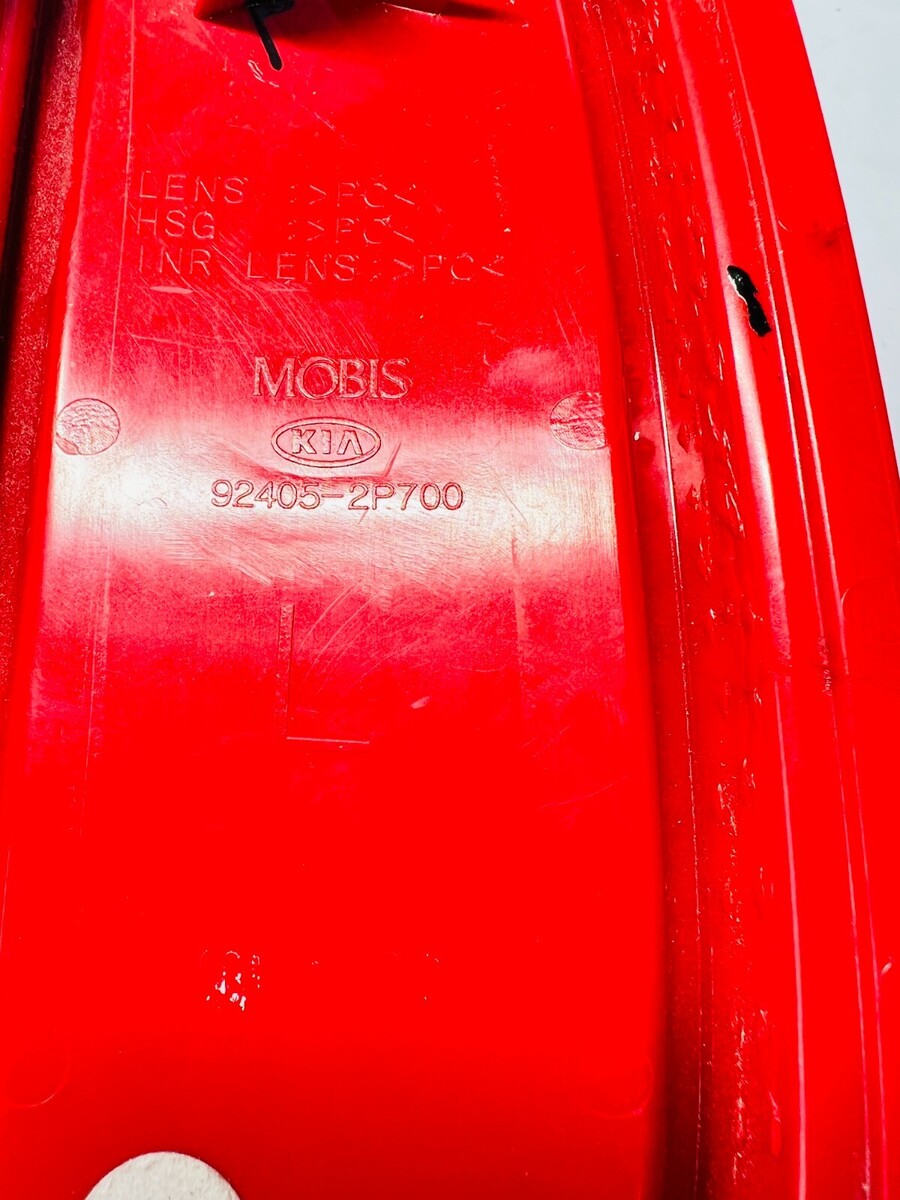 LENS :>PC<
HSG :>PC<
INR LENS:>PC<
MOBIS
KIA
92405-2P700